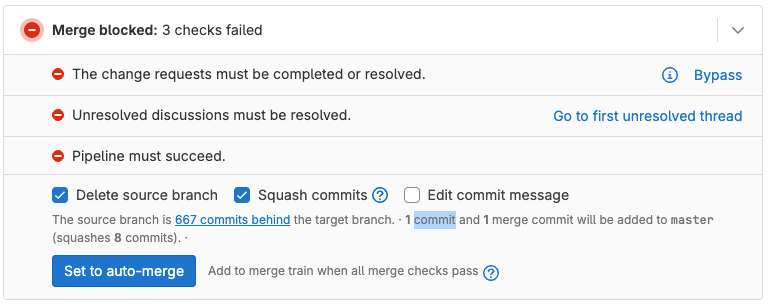 Merge blocked: 3 checks failed
The change requests must be completed or resolved. Bypass
Unresolved discussions must be resolved. Go to first unresolved thread
Pipeline must succeed.
Delete source branch Squash commits Edit commit message
The source branch is 667 commits behind the target branch. · 1 commit and 1 merge commit will be added to master
(squashes 8 commits). ·
Set to auto-merge Add to merge train when all merge checks pass